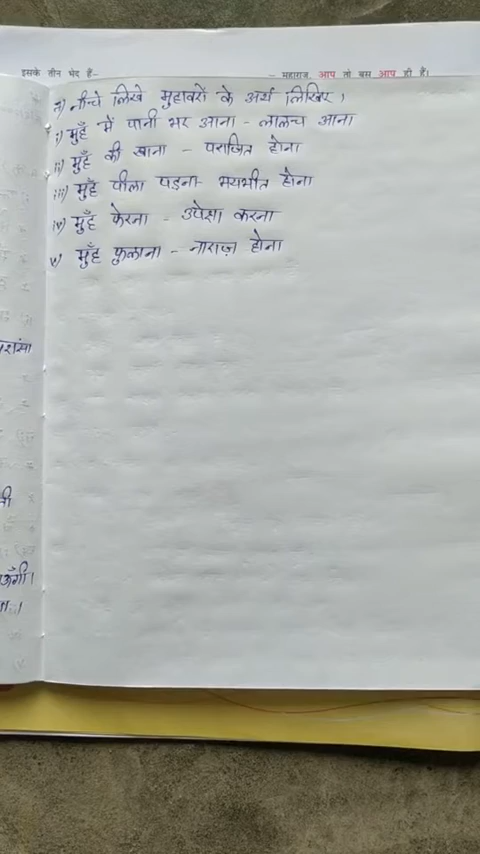 इसके तीन भेद हैं–
– महाराज, आप तो बस आप ही हैं।
नीचे लिखे मुहावरों के अर्थ लिखिए।
i) मुहँ में पानी भर आना – लालच आना
ii) मुहँ की खाना – पराजित होना
iii) मुहँ पीला पड़ना – भयभीत होना
iv) मुहँ फेरना – उपेक्षा करना
v) मुहँ फुलाना – नाराज़ होना